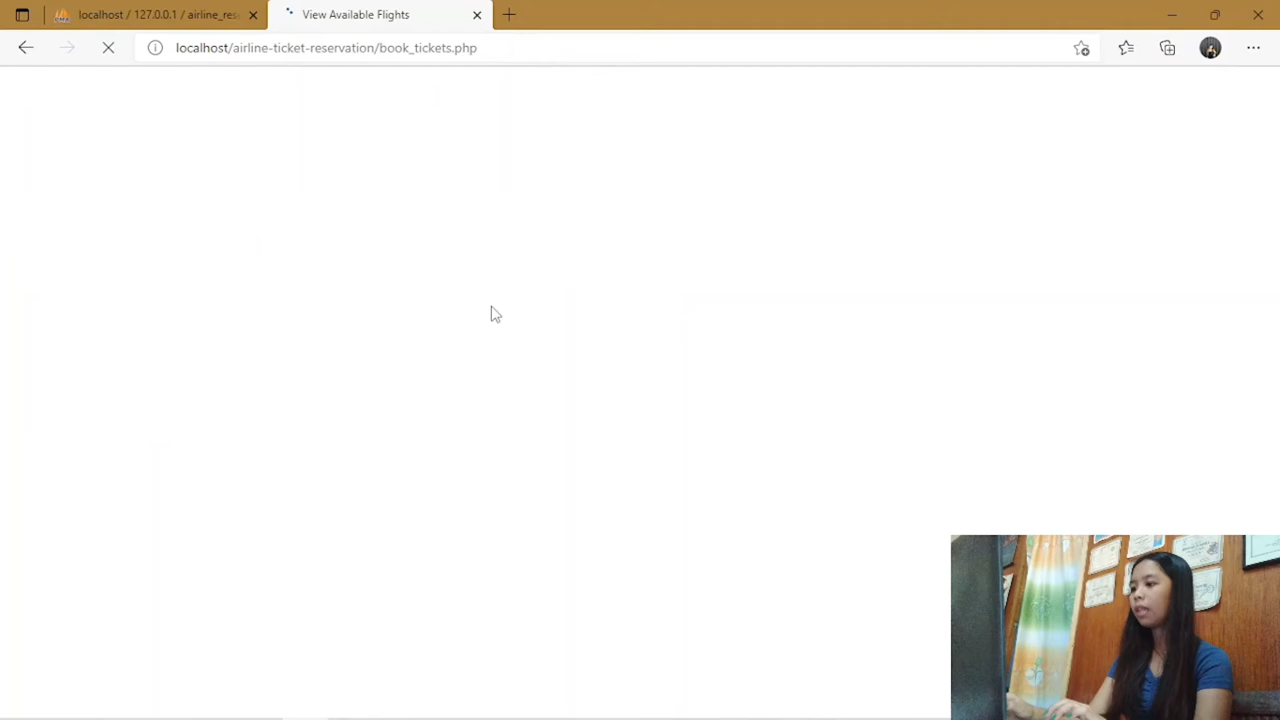 localhost / 127.0.0.1 / airline_res
View Available Flights
localhost/airline-ticket-reservation/book_tickets.php